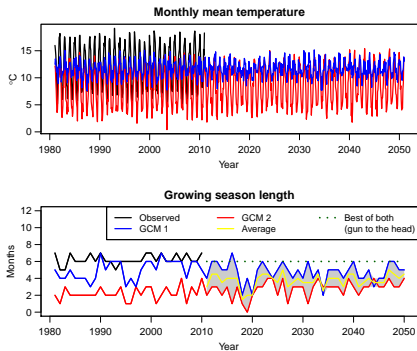 Monthly mean temperature
°C
15
10
5
0
1980 1990 2000 2010 2020 2030 2040 2050
Year
Growing season length
Months
12
10
8
6
4
2
0
Observed
GCM 1
GCM 2
Average
Best of both
(gun to the head)
1980 1990 2000 2010 2020 2030 2040 2050
Year